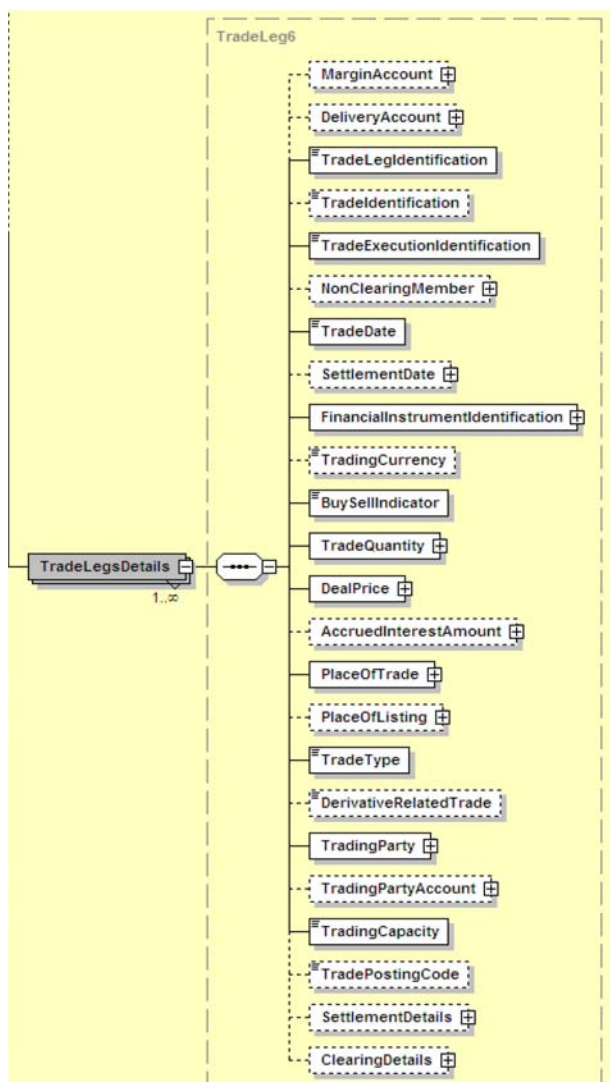 TradeLeg6
MarginAccount
DeliveryAccount
TradeLegIdentification
TradeIdentification
TradeExecutionIdentification
NonClearingMember
TradeDate
SettlementDate
FinancialInstrumentIdentification
TradingCurrency
BuySellIndicator
TradeQuantity
TradeLegsDetails
1..∞
DealPrice
AccruedInterestAmount
PlaceOfTrade
PlaceOfListing
TradeType
DerivativeRelatedTrade
TradingParty
TradingPartyAccount
TradingCapacity
TradePostingCode
SettlementDetails
ClearingDetails